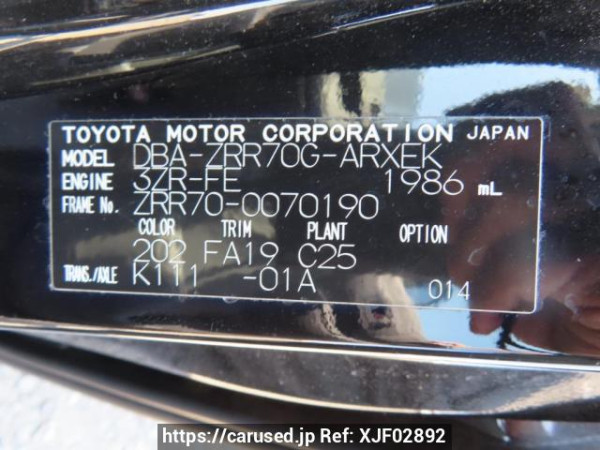 TOYOTA MOTOR CORPORATION JAPAN
MODEL DBA-ZRR70G-ARXEK
ENGINE 3ZR-FE 1986 mL
FRAME No. ZRR70-0070190
COLOR TRIM PLANT OPTION
202 FA19 C25
TRANS./AXLE K111 -01A 014
https://carused.jp Ref: XJF02892